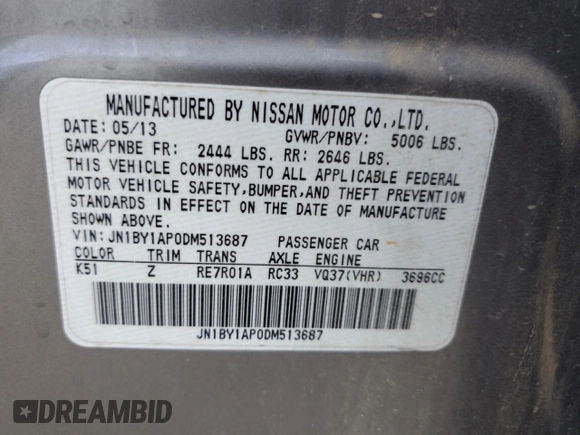 MANUFACTURED BY NISSAN MOTOR CO.,LTD.
DATE: 05/13 GVWR/PNBV: 5006 LBS.
GAWR/PNBE FR: 2444 LBS. RR: 2646 LBS.
THIS VEHICLE CONFORMS TO ALL APPLICABLE FEDERAL
MOTOR VEHICLE SAFETY,BUMPER,AND THEFT PREVENTION
STANDARDS IN EFFECT ON THE DATE OF MANUFACTURE
SHOWN ABOVE.
VIN: JN1BY1AP0DM513687 PASSENGER CAR
COLOR TRIM TRANS AXLE ENGINE
K51 Z RE7R01A RC33 VQ37(VHR) 3696CC
JN1BY1AP0DM513687
DREAMBID